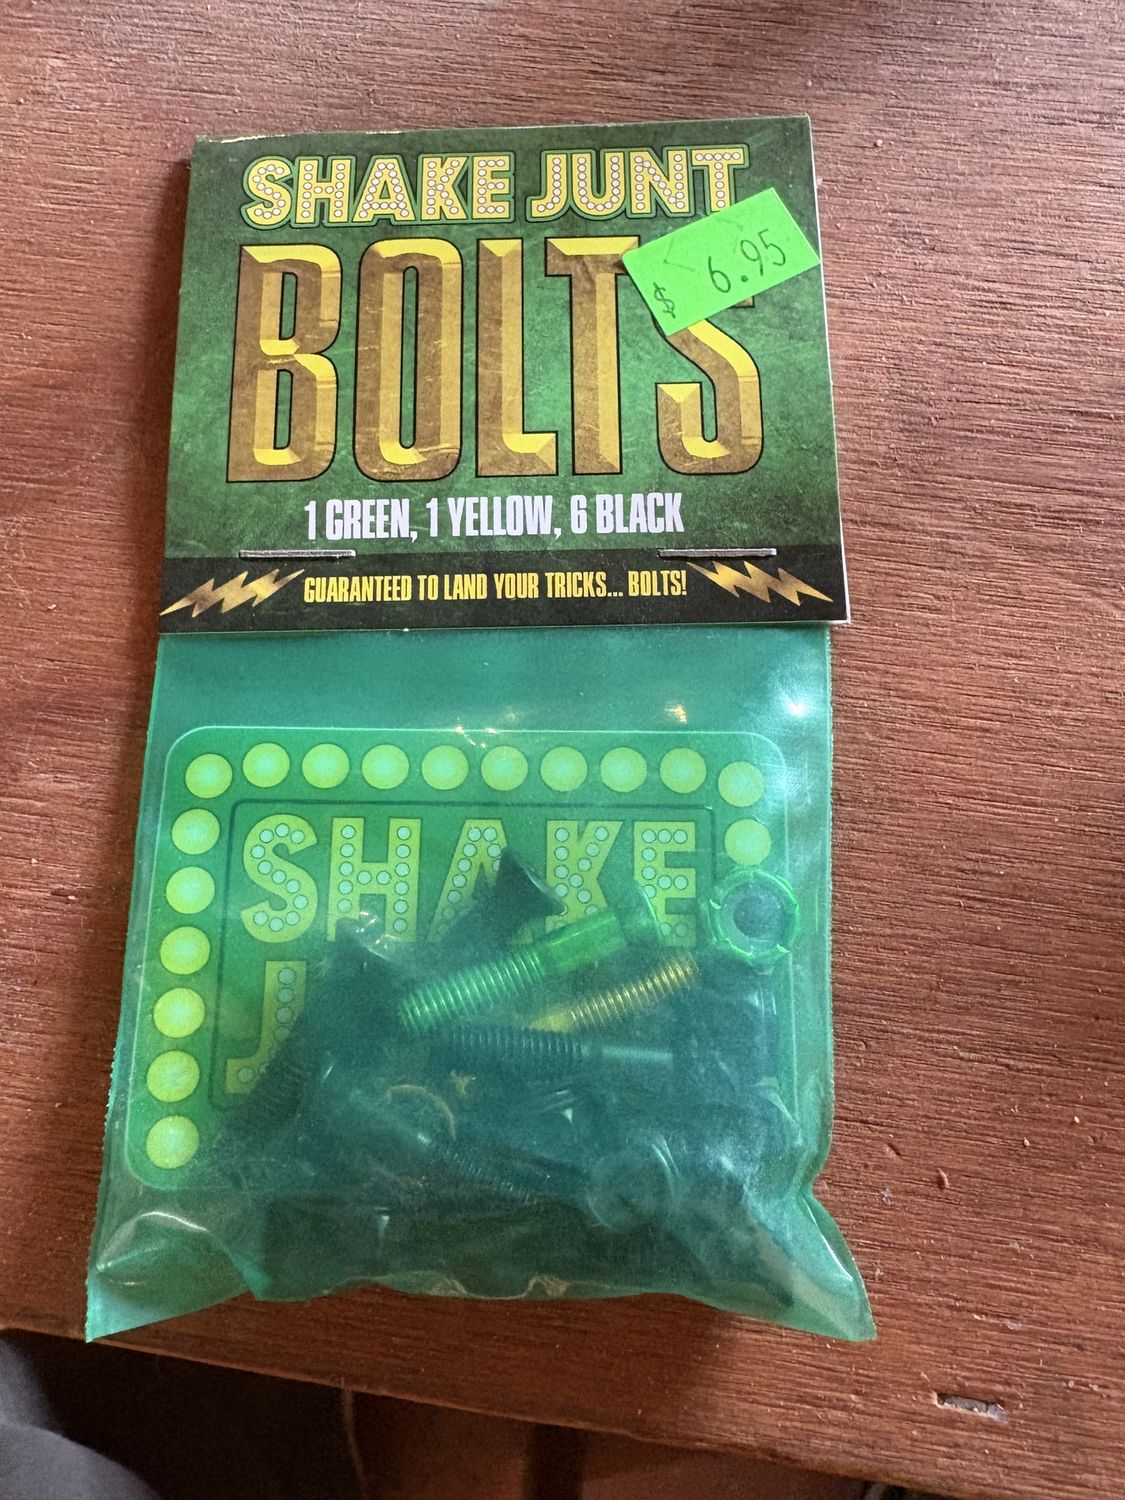 SHAKE JUNT
$ 6.95
BOLTS
1 GREEN, 1 YELLOW, 6 BLACK
GUARANTEED TO LAND YOUR TRICKS... BOLTS!
SHAKE
J